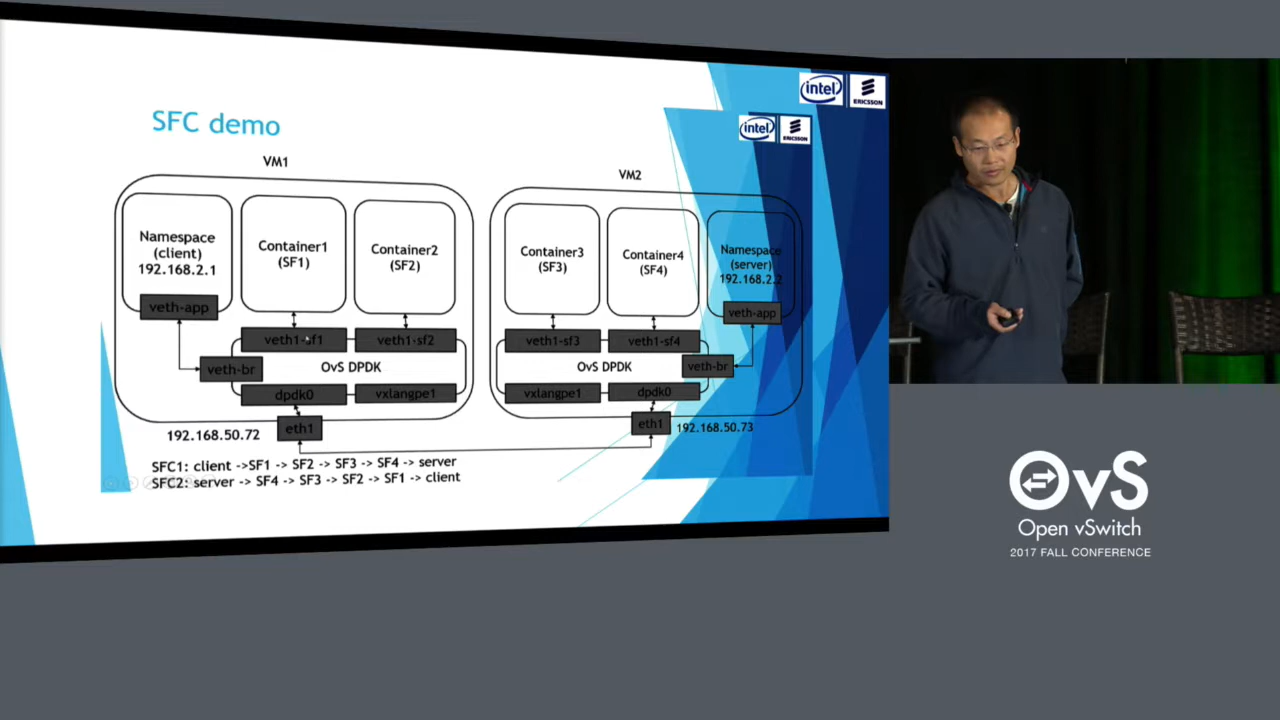 intel
ERICSSON
SFC demo
intel
ERICSSON
VM1
VM2
Namespace
(client)
192.168.2.1
Container1
(SF1)
Container2
(SF2)
Container3
(SF3)
Container4
(SF4)
Namespace
(server)
192.168.2.2
veth-app
veth-app
veth1-sf1
veth1-sf2
veth1-sf3
veth1-sf4
veth-br
OvS DPDK
OvS DPDK
veth-br
dpdk0
vxlangpe1
vxlangpe1
dpdk0
eth1
eth1
192.168.50.72
192.168.50.73
SFC1: client ->SF1 -> SF2 -> SF3 -> SF4 -> server
SFC2: server -> SF4 -> SF3 -> SF2 -> SF1 -> client
OvS
Open vSwitch
2017 FALL CONFERENCE